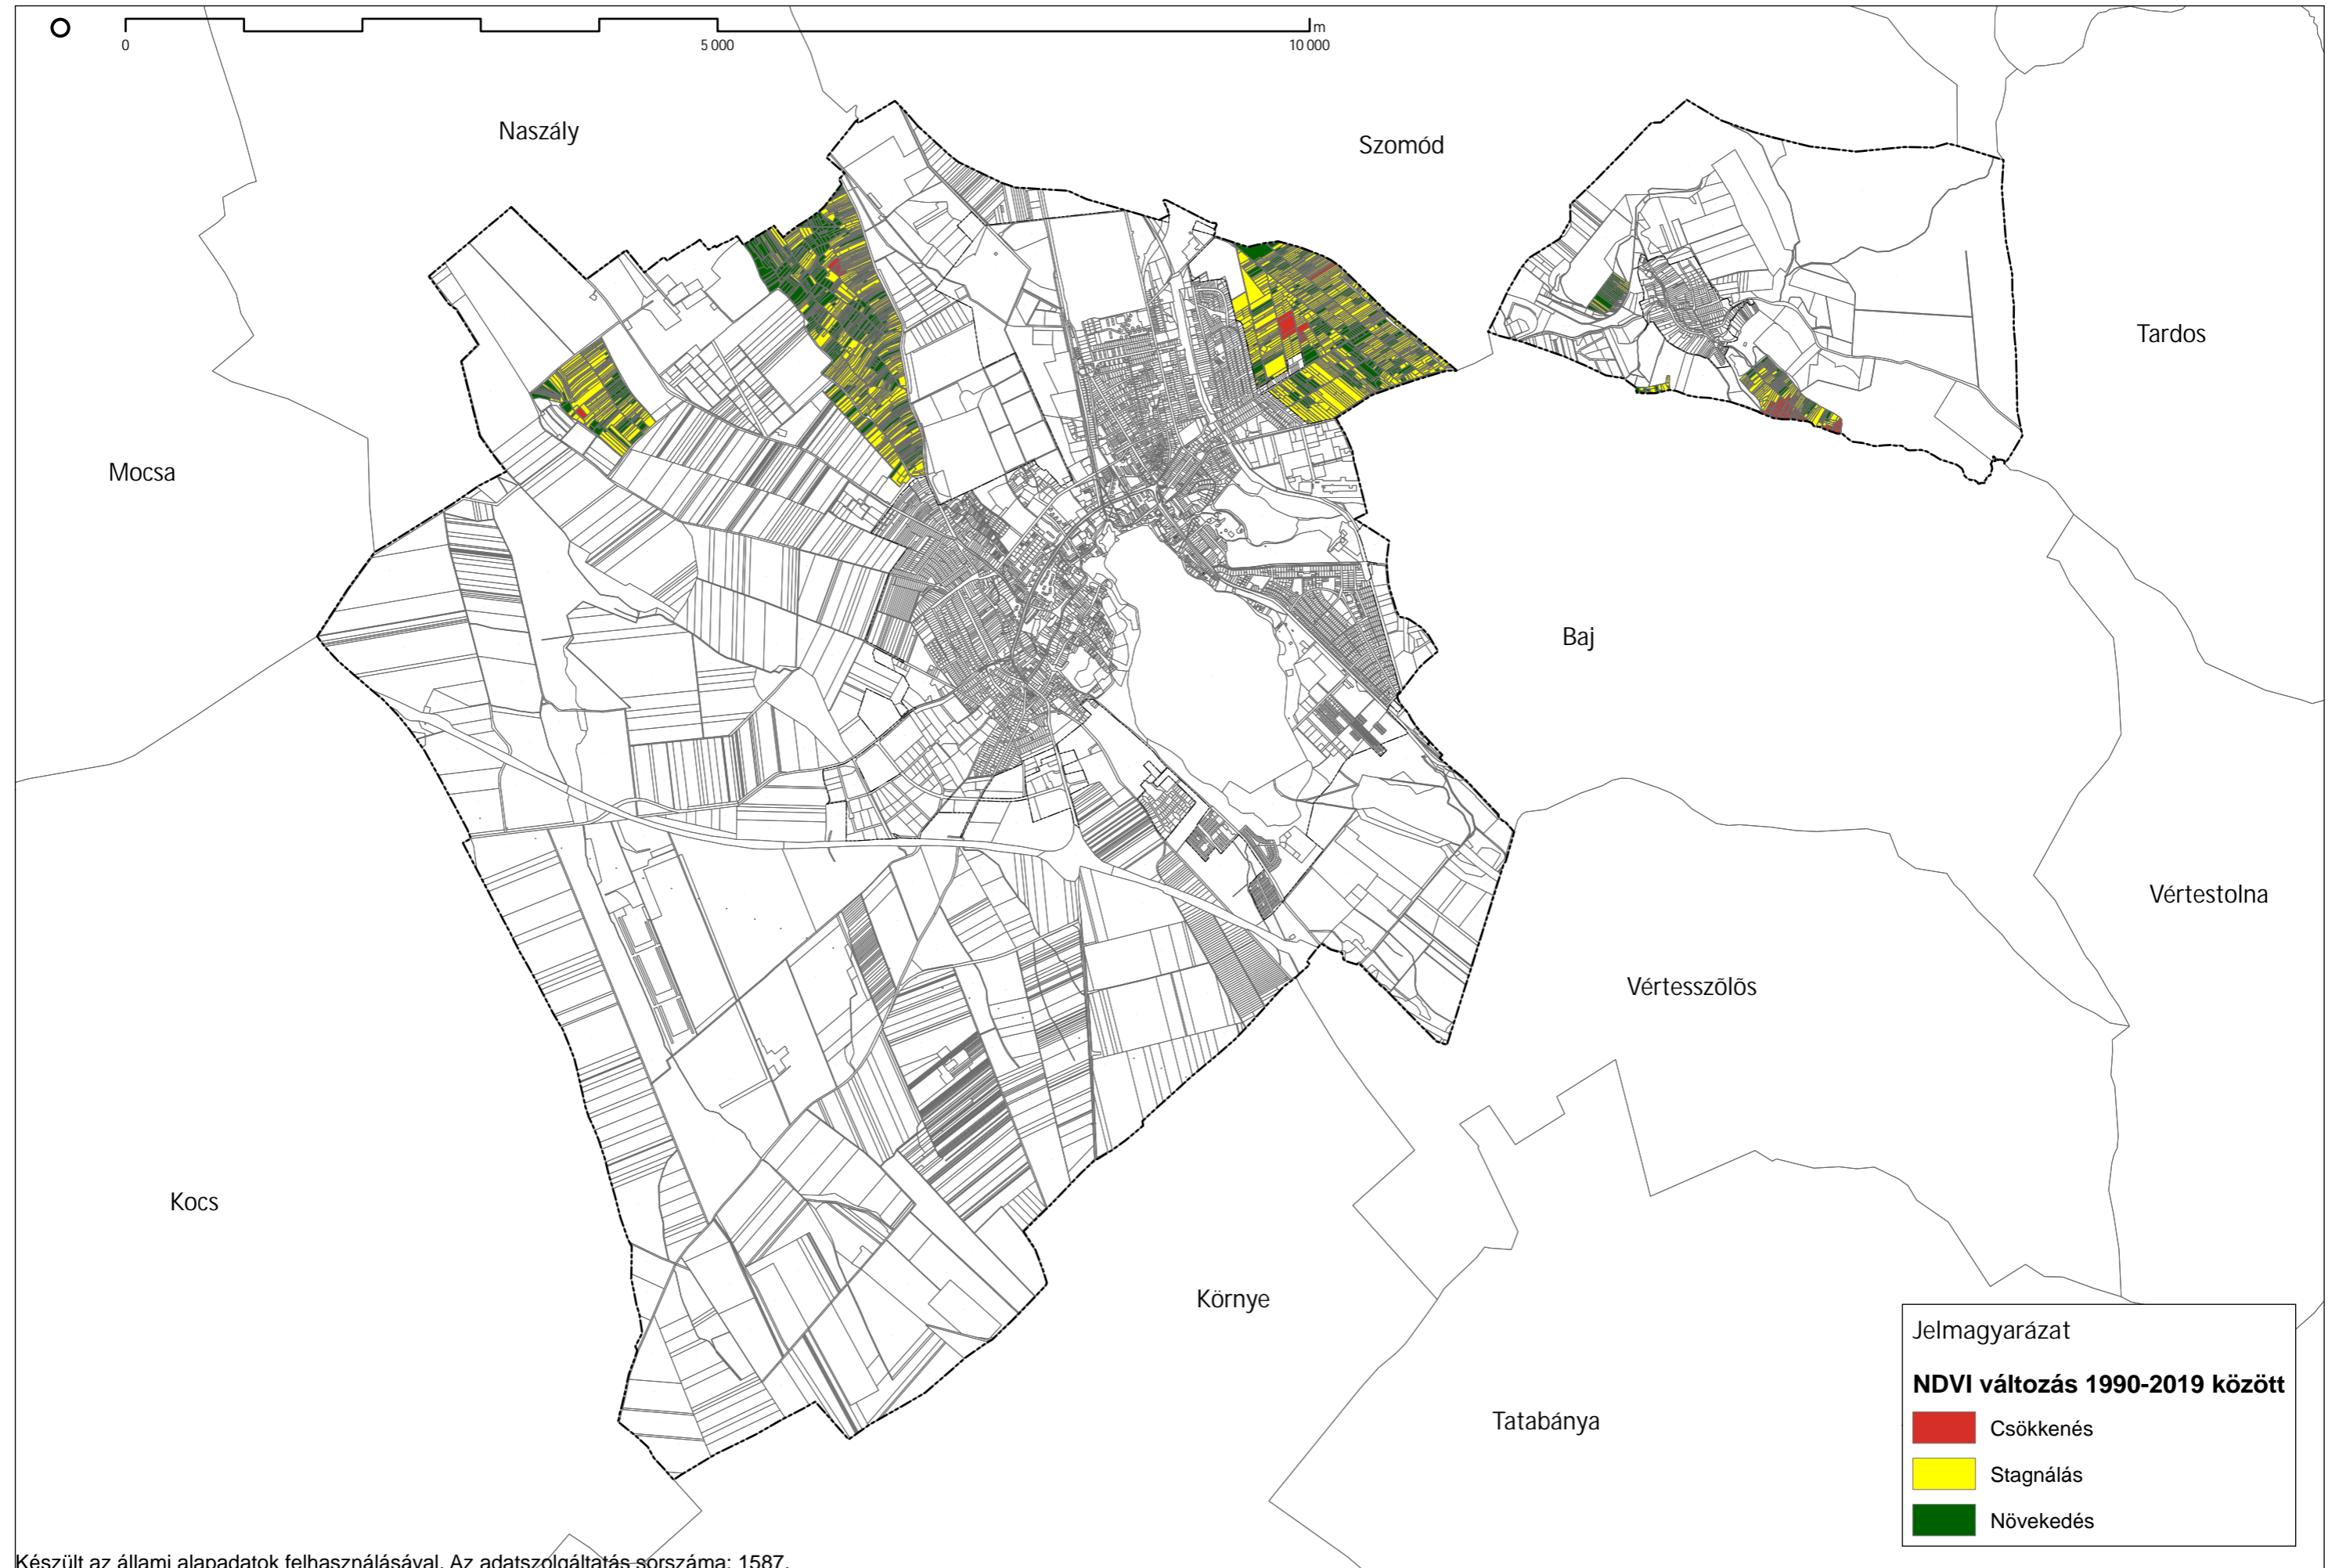 m
0
5 000
10 000
Naszály
Szomód
Tardos
Mocsa
Baj
Vértestolna
Vértesszõlõs
Kocs
Környe
Tatabánya
Jelmagyarázat
NDVI változás 1990-2019 között
Csökkenés
Stagnálás
Növekedés
Készült az állami alapadatok felhasználásával. Az adatszolgáltatás sorszáma: 1587.